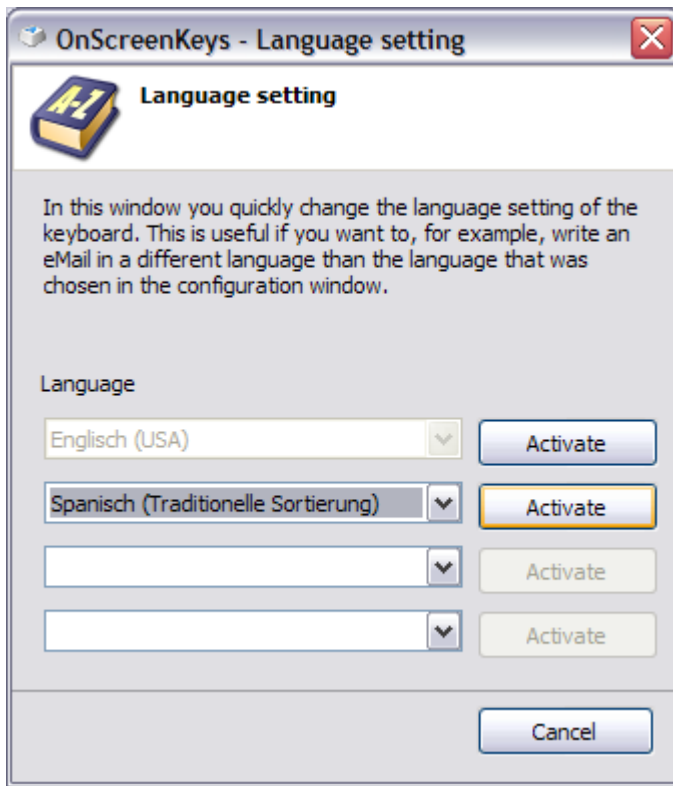 OnScreenKeys - Language setting
A-Z
Language setting
In this window you quickly change the language setting of the
keyboard. This is useful if you want to, for example, write an
eMail in a different language than the language that was
chosen in the configuration window.
Language
Englisch (USA) Activate
Spanisch (Traditionelle Sortierung) Activate
Activate
Activate
Cancel